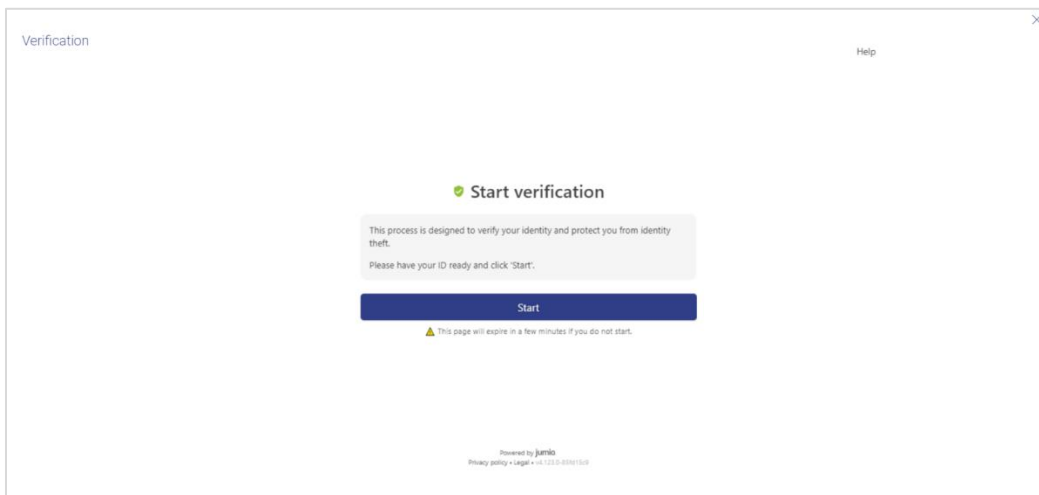 Verification
Help
Start verification
This process is designed to verify your identity and protect you from identity
theft.
Please have your ID ready and click 'Start'.
Start
This page will expire in a few minutes if you do not start.
Powered by jumio
Privacy policy • Legal •